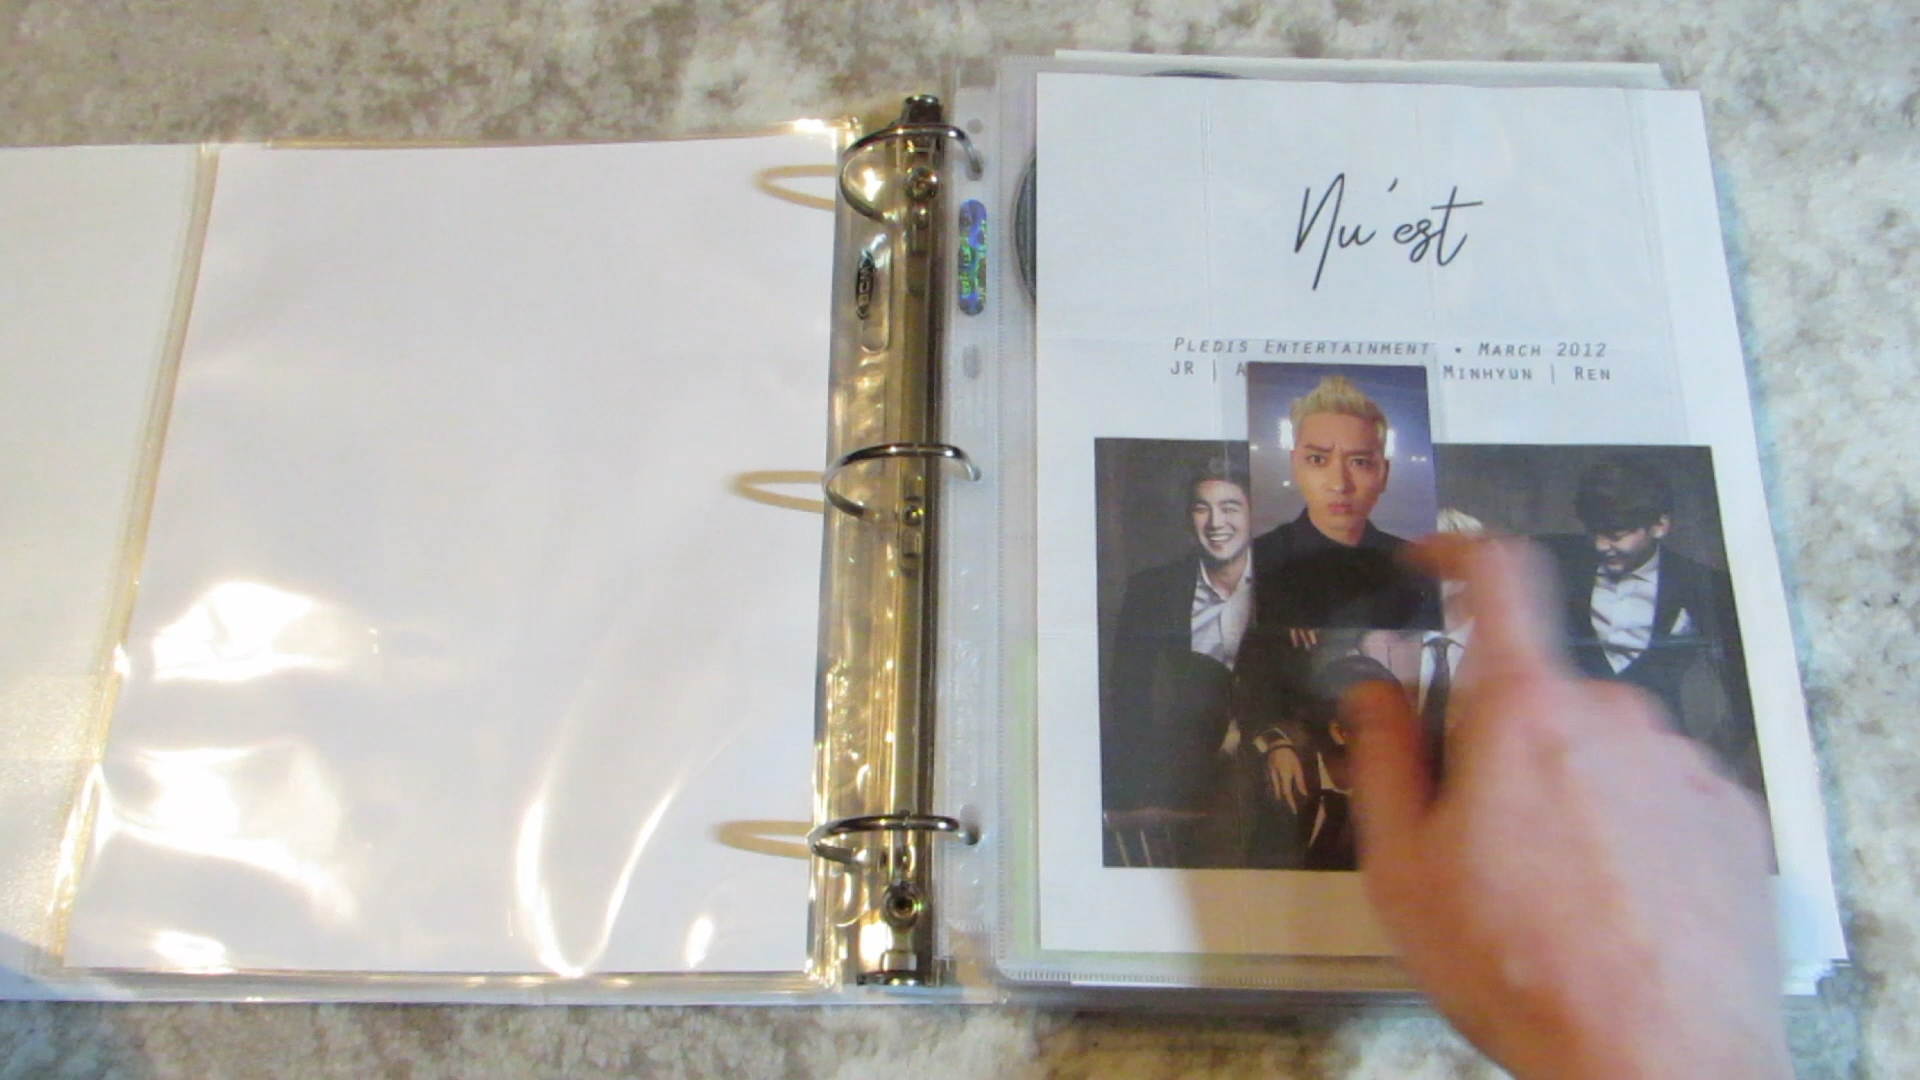 Nu'est
PLEDIS ENTERTAINMENT • MARCH 2012
JR | A MINHYUN | REN